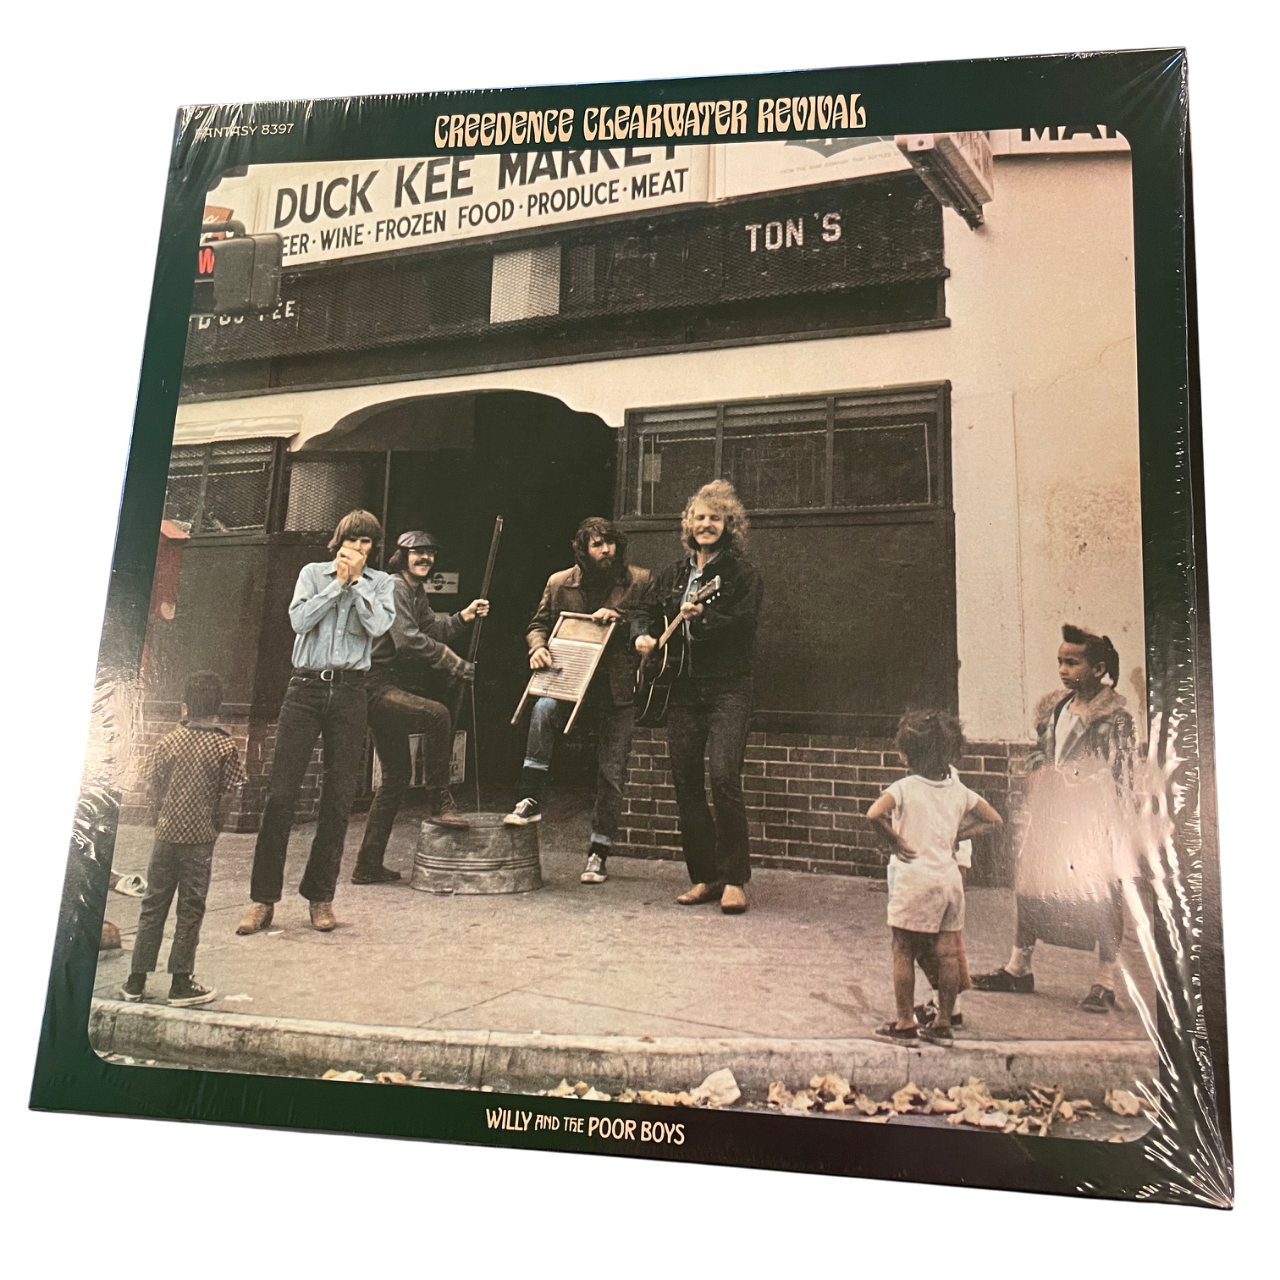 FANTASY 8397
CREEDENCE CLEARWATER REVIVAL
DUCK KEE MARKET
EER·WINE·FROZEN FOOD·PRODUCE·MEAT
TON'S
WILLY AND THE POOR BOYS